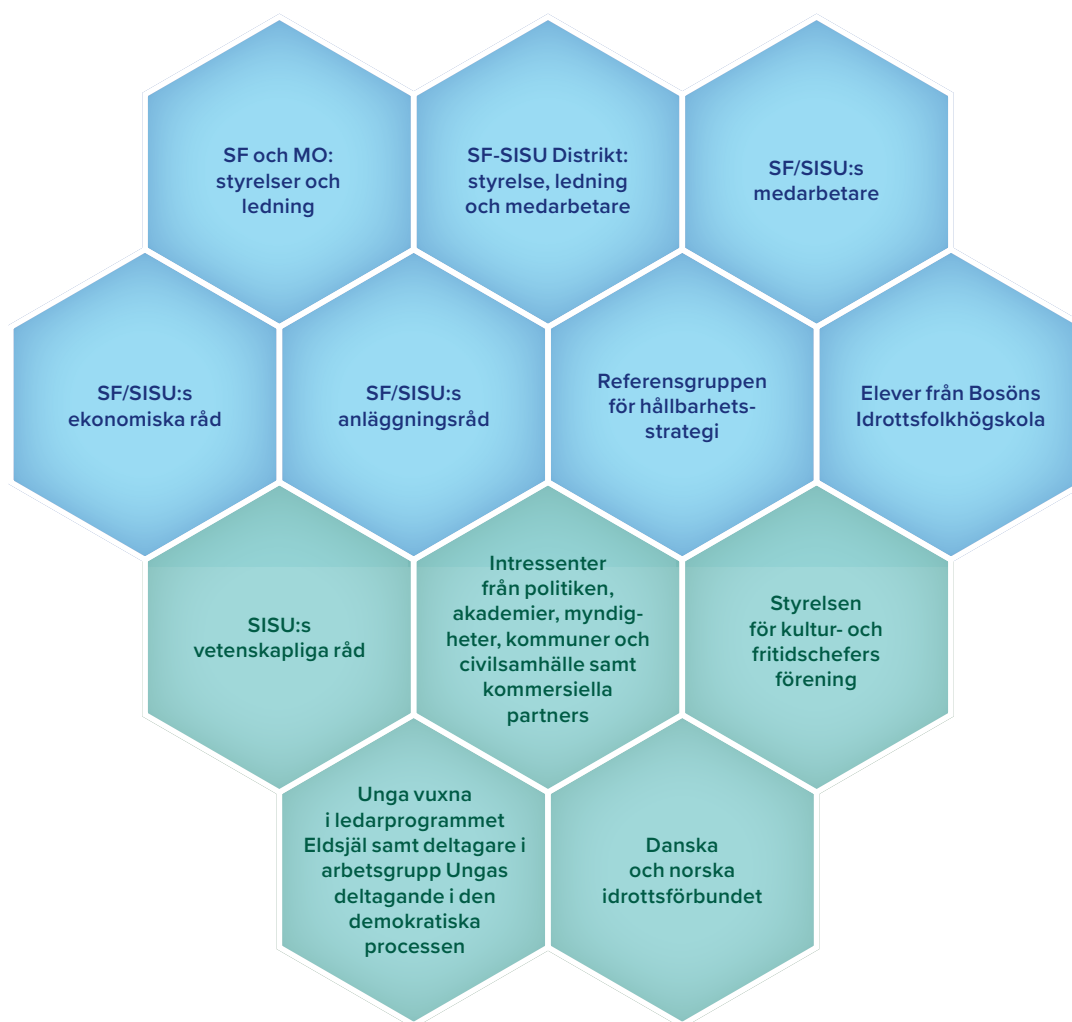 SF och MO:
styrelser och
ledning
SF-SISU Distrikt:
styrelse, ledning
och medarbetare
SF/SISU:s
medarbetare
SF/SISU:s
ekonomiska råd
SF/SISU:s
anläggningsråd
Referensgruppen
för hållbarhets-
strategi
Elever från Bosöns
Idrottsfolkhögskola
SISU:s
vetenskapliga råd
Intressenter
från politiken,
akademier, myndig-
heter, kommuner och
civilsamhälle samt
kommersiella
partners
Styrelsen
för kultur- och
fritidschefers
förening
Unga vuxna
i ledarprogrammet
Eldsjäl samt deltagare i
arbetsgrupp Ungas
deltagande i den
demokratiska
processen
Danska
och norska
idrottsförbundet